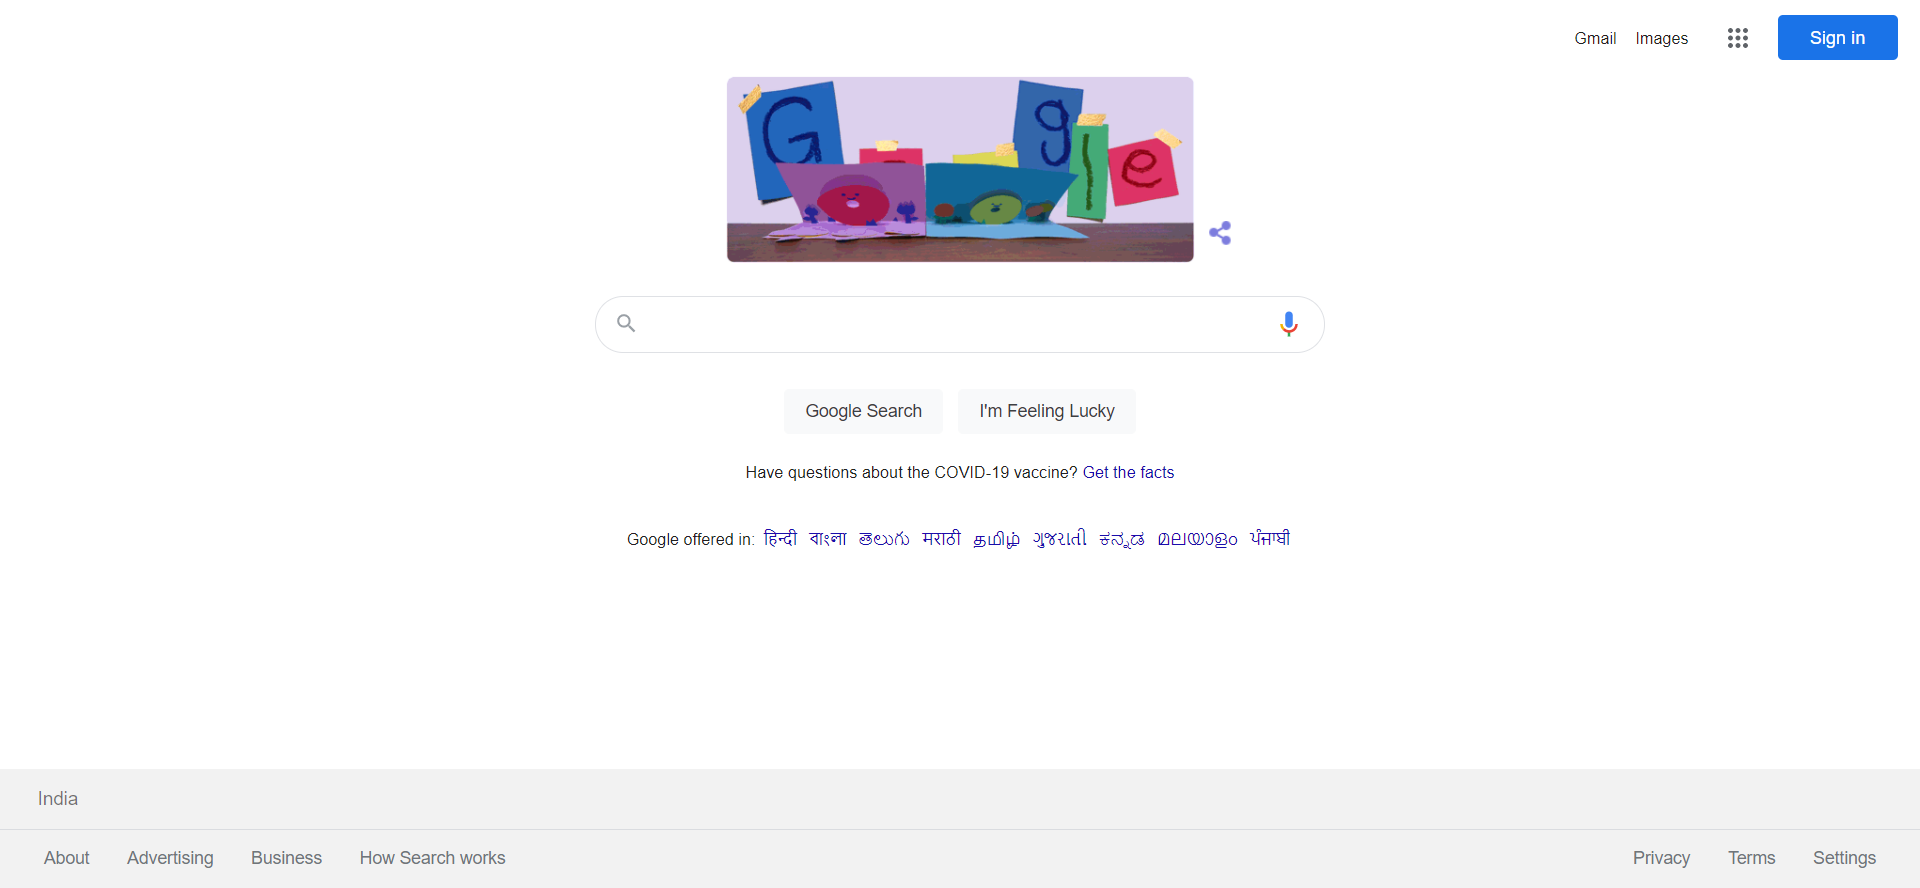 Gmail Images Sign in
G g l e
Google Search I'm Feeling Lucky
Have questions about the COVID-19 vaccine? Get the facts
Google offered in: हिन्दी বাংলা తెలుగు मराठी தமிழ் ગુજરાતી ಕನ್ನಡ മലയാളം ਪੰਜਾਬੀ
India
About Advertising Business How Search works Privacy Terms Settings